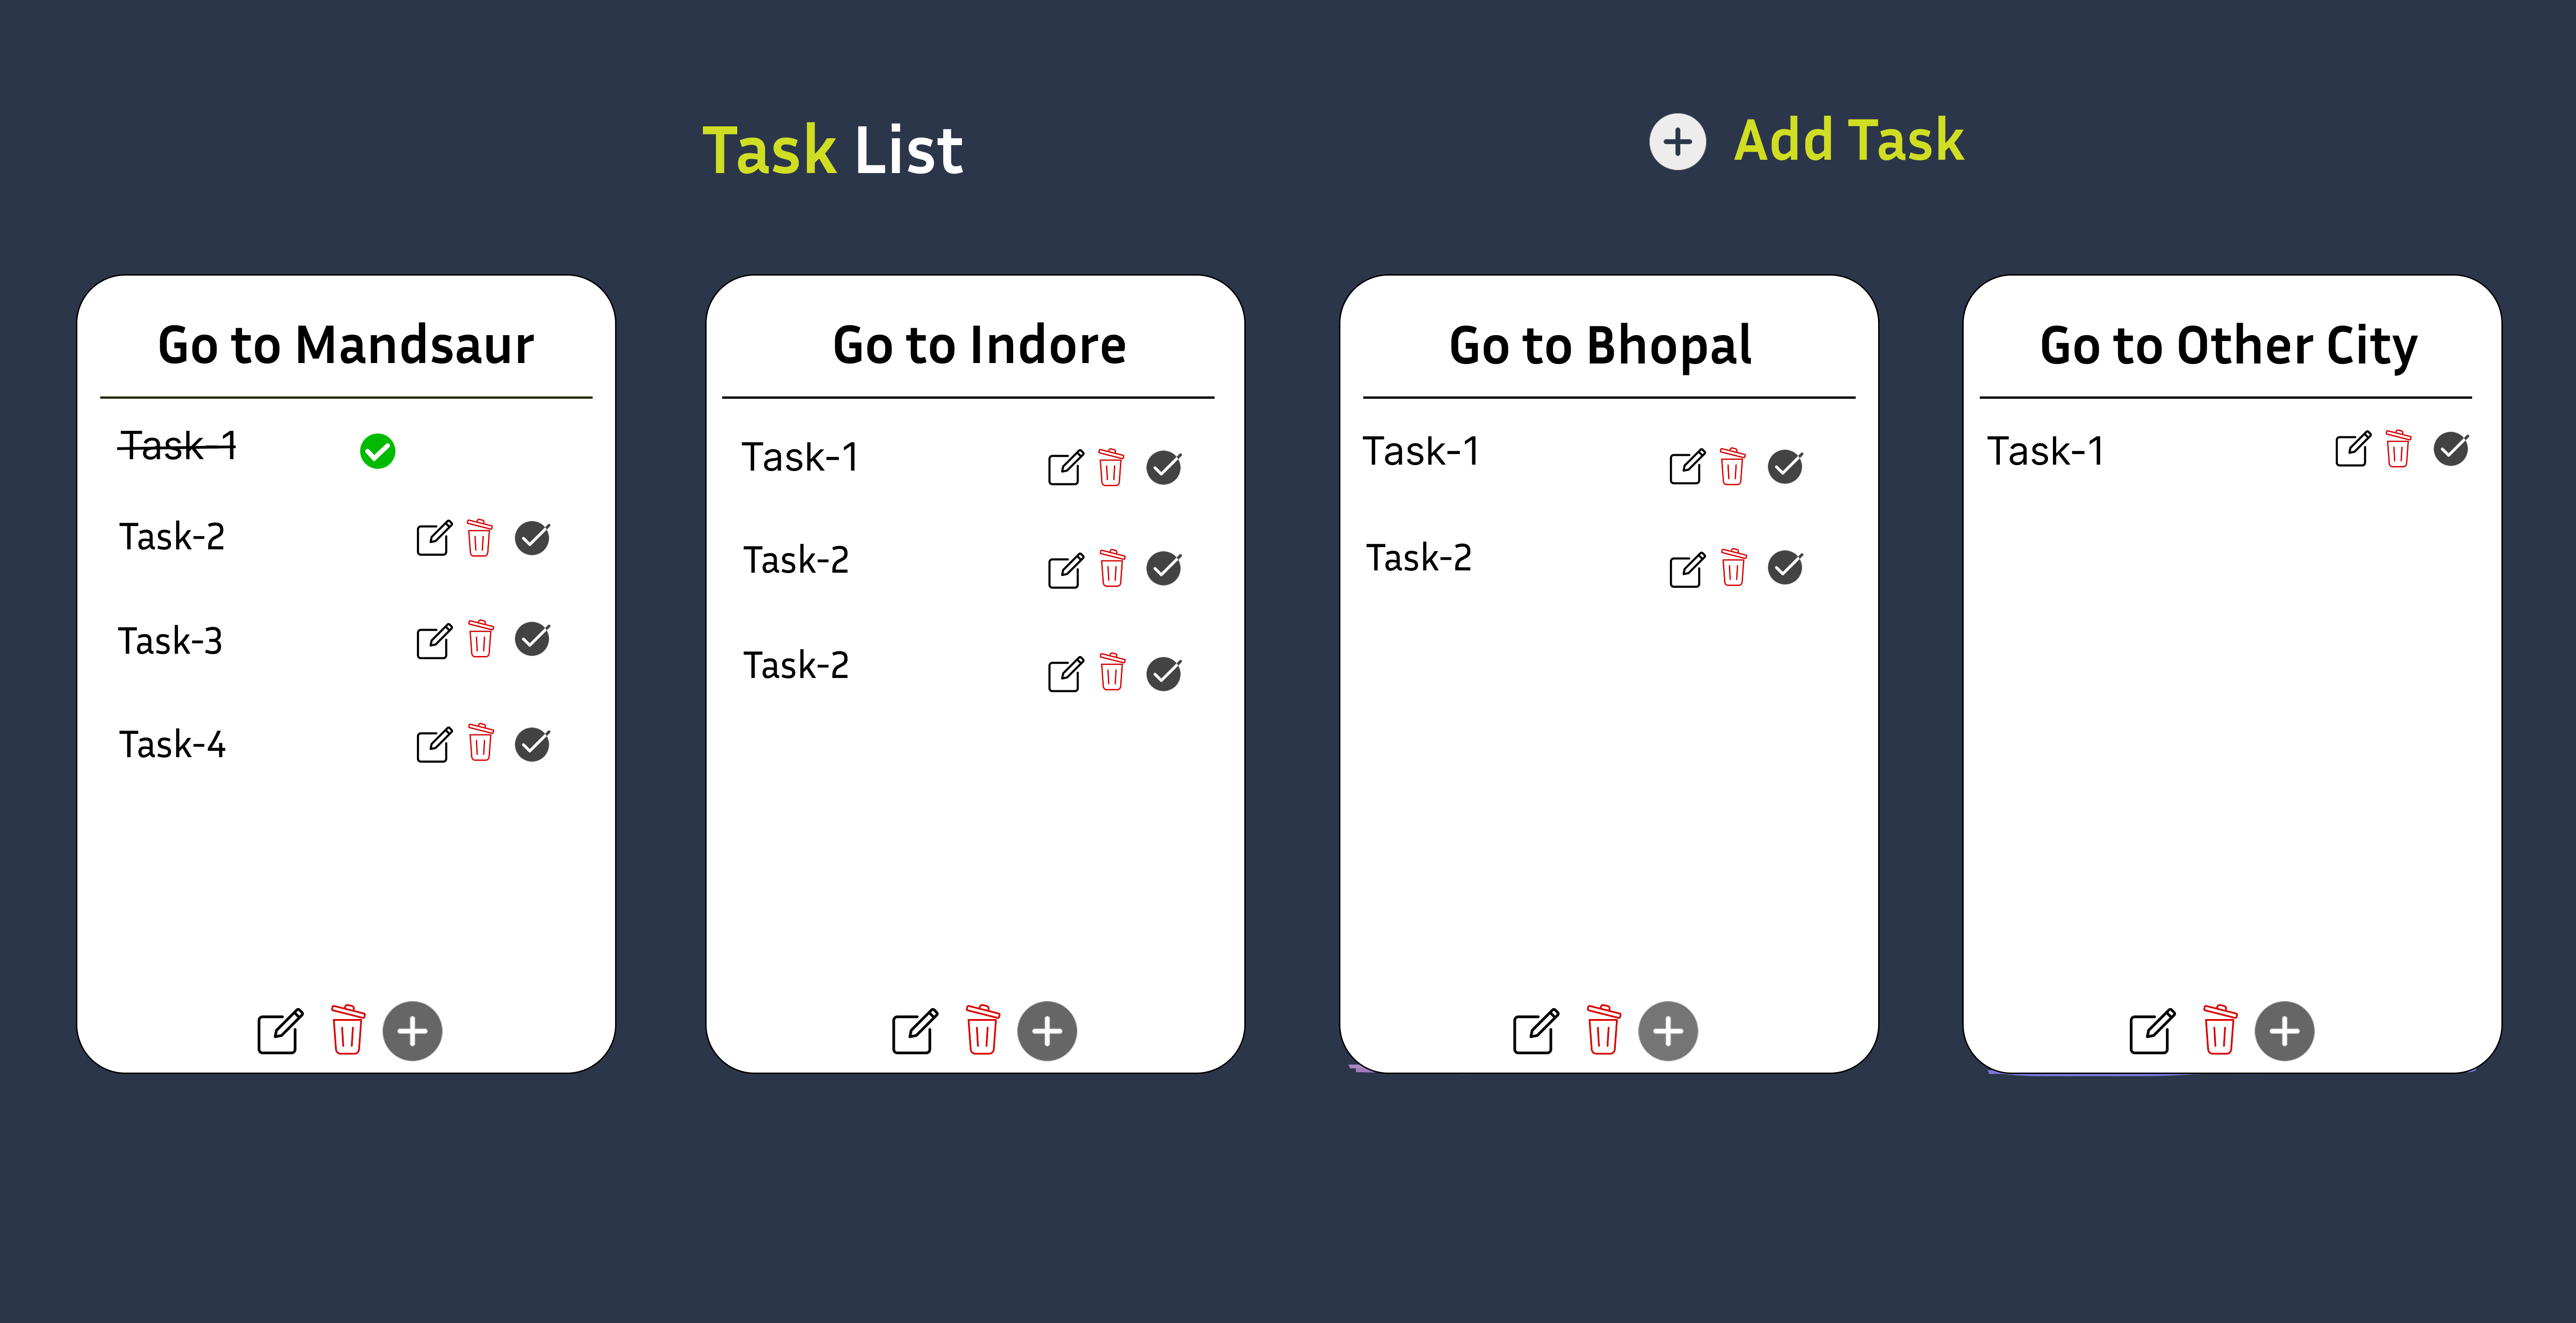 Task List
Add Task
Go to Mandsaur
Task-1
Task-2
Task-3
Task-4
Go to Indore
Task-1
Task-2
Task-2
Go to Bhopal
Task-1
Task-2
Go to Other City
Task-1